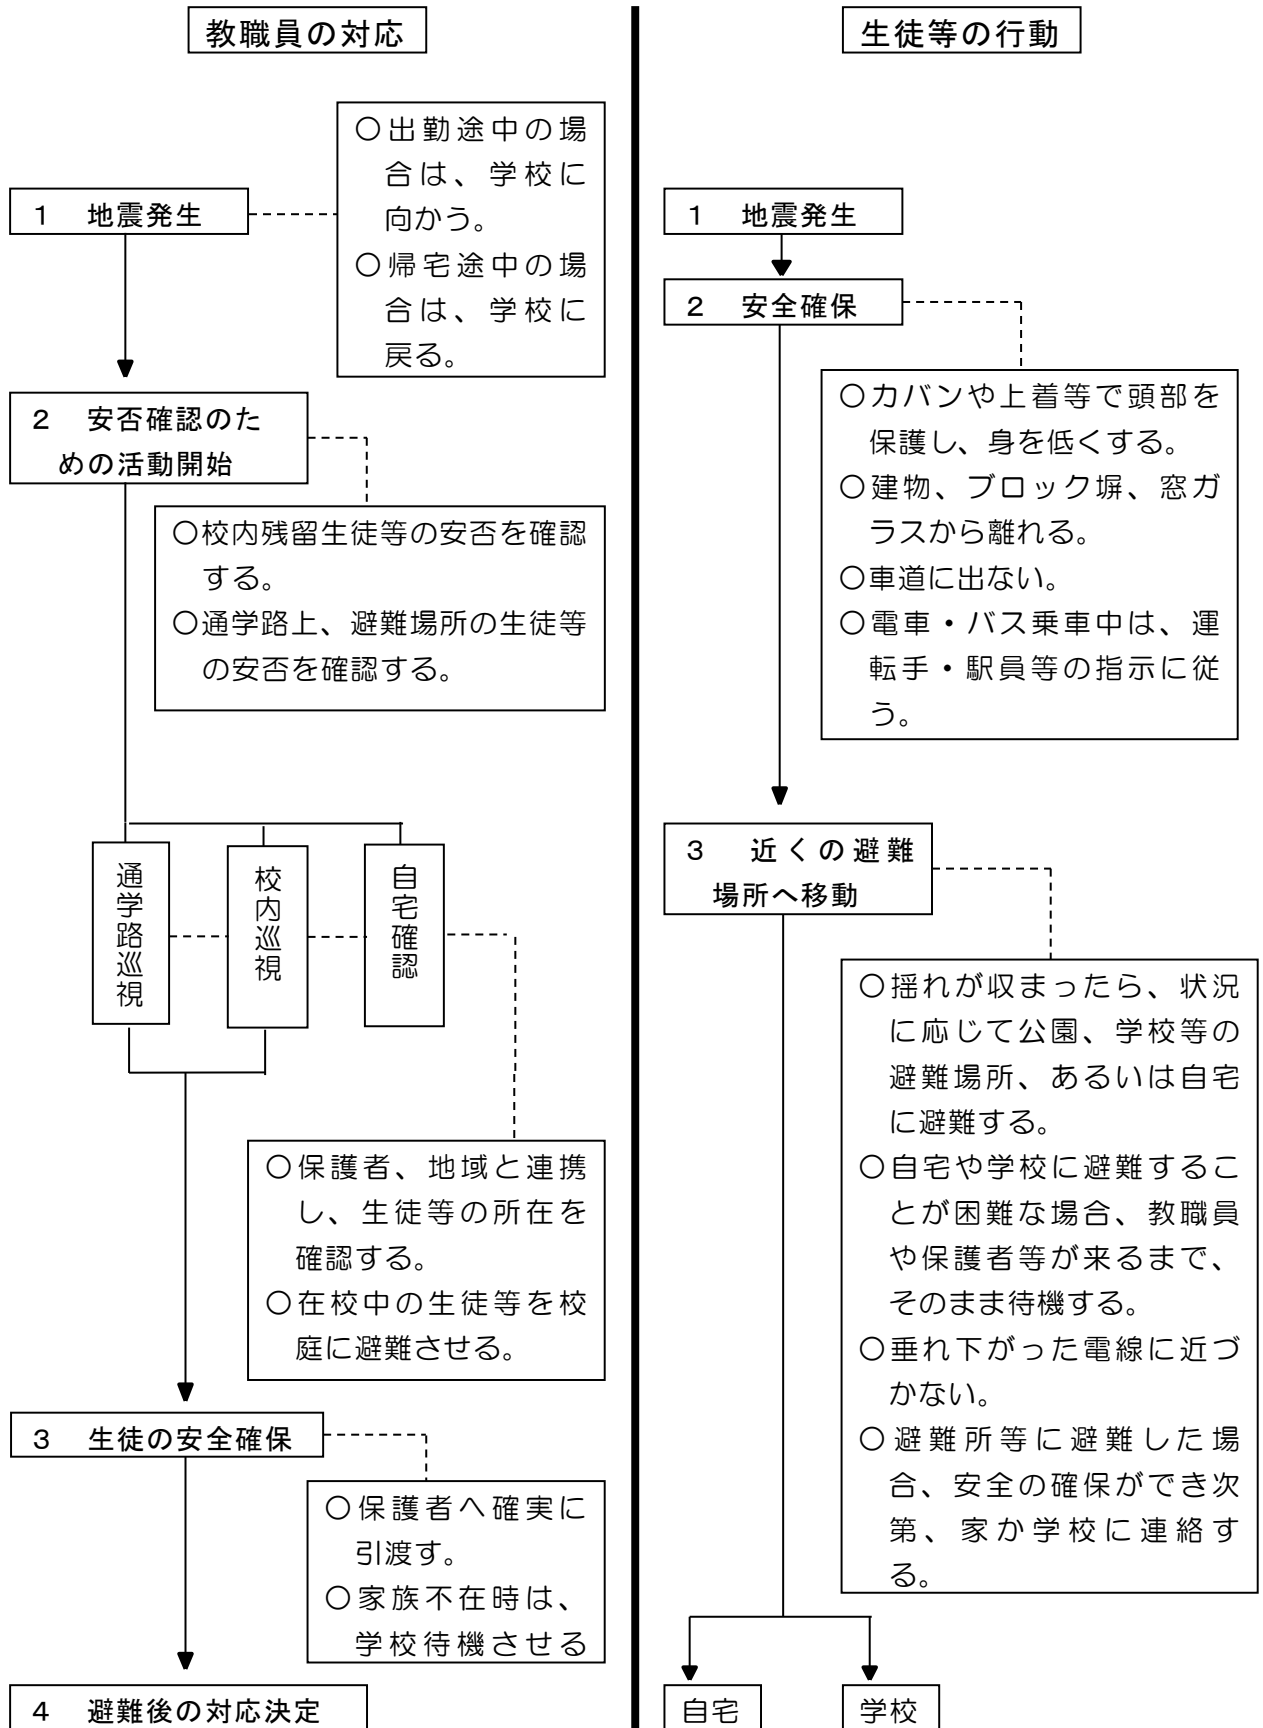 教職員の対応
○出勤途中の場
合は、学校に
向かう。
○帰宅途中の場
合は、学校に
戻る。
1 地震発生
2 安否確認のた
めの活動開始
○校内残留生徒等の安否を確認
する。
○通学路上、避難場所の生徒等
の安否を確認する。
通学路巡視
校内巡視
自宅確認
○保護者、地域と連携
し、生徒等の所在を
確認する。
○在校中の生徒等を校
庭に避難させる。
3 生徒の安全確保
○保護者へ確実に
引渡す。
○家族不在時は、
学校待機させる
4 避難後の対応決定
生徒等の行動
1 地震発生
2 安全確保
○カバンや上着等で頭部を
保護し、身を低くする。
○建物、ブロック塀、窓ガ
ラスから離れる。
○車道に出ない。
○電車・バス乗車中は、運
転手・駅員等の指示に従
う。
3 近くの避難
場所へ移動
○揺れが収まったら、状況
に応じて公園、学校等の
避難場所、あるいは自宅
に避難する。
○自宅や学校に避難するこ
とが困難な場合、教職員
や保護者等が来るまで、
そのまま待機する。
○垂れ下がった電線に近づ
かない。
○避難所等に避難した場
合、安全の確保ができ次
第、家か学校に連絡す
る。
自宅
学校